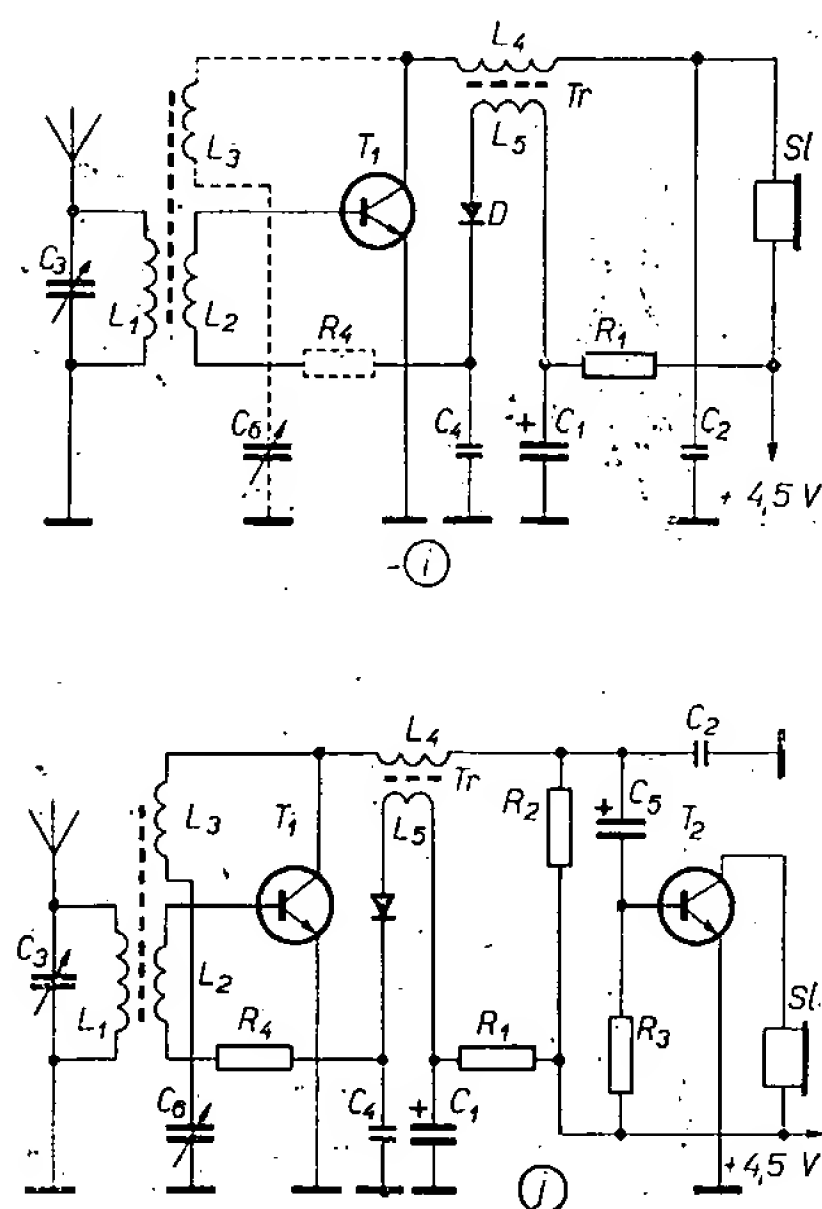 L4
Tr
L3
T1
L5
Sl
D
C3
L1
L2
R4
R1
C6
C4
+ C1
C2
+ 4,5 V
i
L4
C2
Tr
R2
+ C5
L3
T1
L5
T2
C3
L1
L2
R4
R1
R3
Sl
C6
C4
+ C1
+ 4,5 V
j